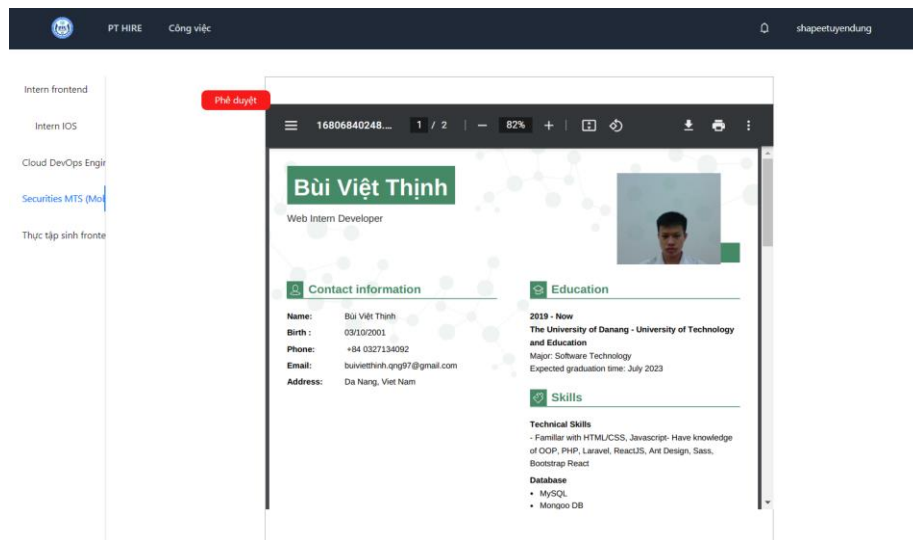 PT HIRE Công việc shapeetuyendung
Intern frontend
Intern IOS
Cloud DevOps Engir
Securities MTS (Mol
Thực tập sinh fronte
Phê duyệt
16806840248... 1 / 2 | − 82% + |
Bùi Việt Thịnh
Web Intern Developer
Contact information
Name: Bùi Việt Thịnh
Birth : 03/10/2001
Phone: +84 0327134092
Email: buivietthinh.qng97@gmail.com
Address: Da Nang, Viet Nam
Education
2019 - Now
The University of Danang - University of Technology
and Education
Major: Software Technology
Expected graduation time: July 2023
Skills
Technical Skills
- Familiar with HTML/CSS, Javascript- Have knowledge
of OOP, PHP, Laravel, ReactJS, Ant Design, Sass,
Bootstrap React
Database
• MySQL
• Mongoo DB